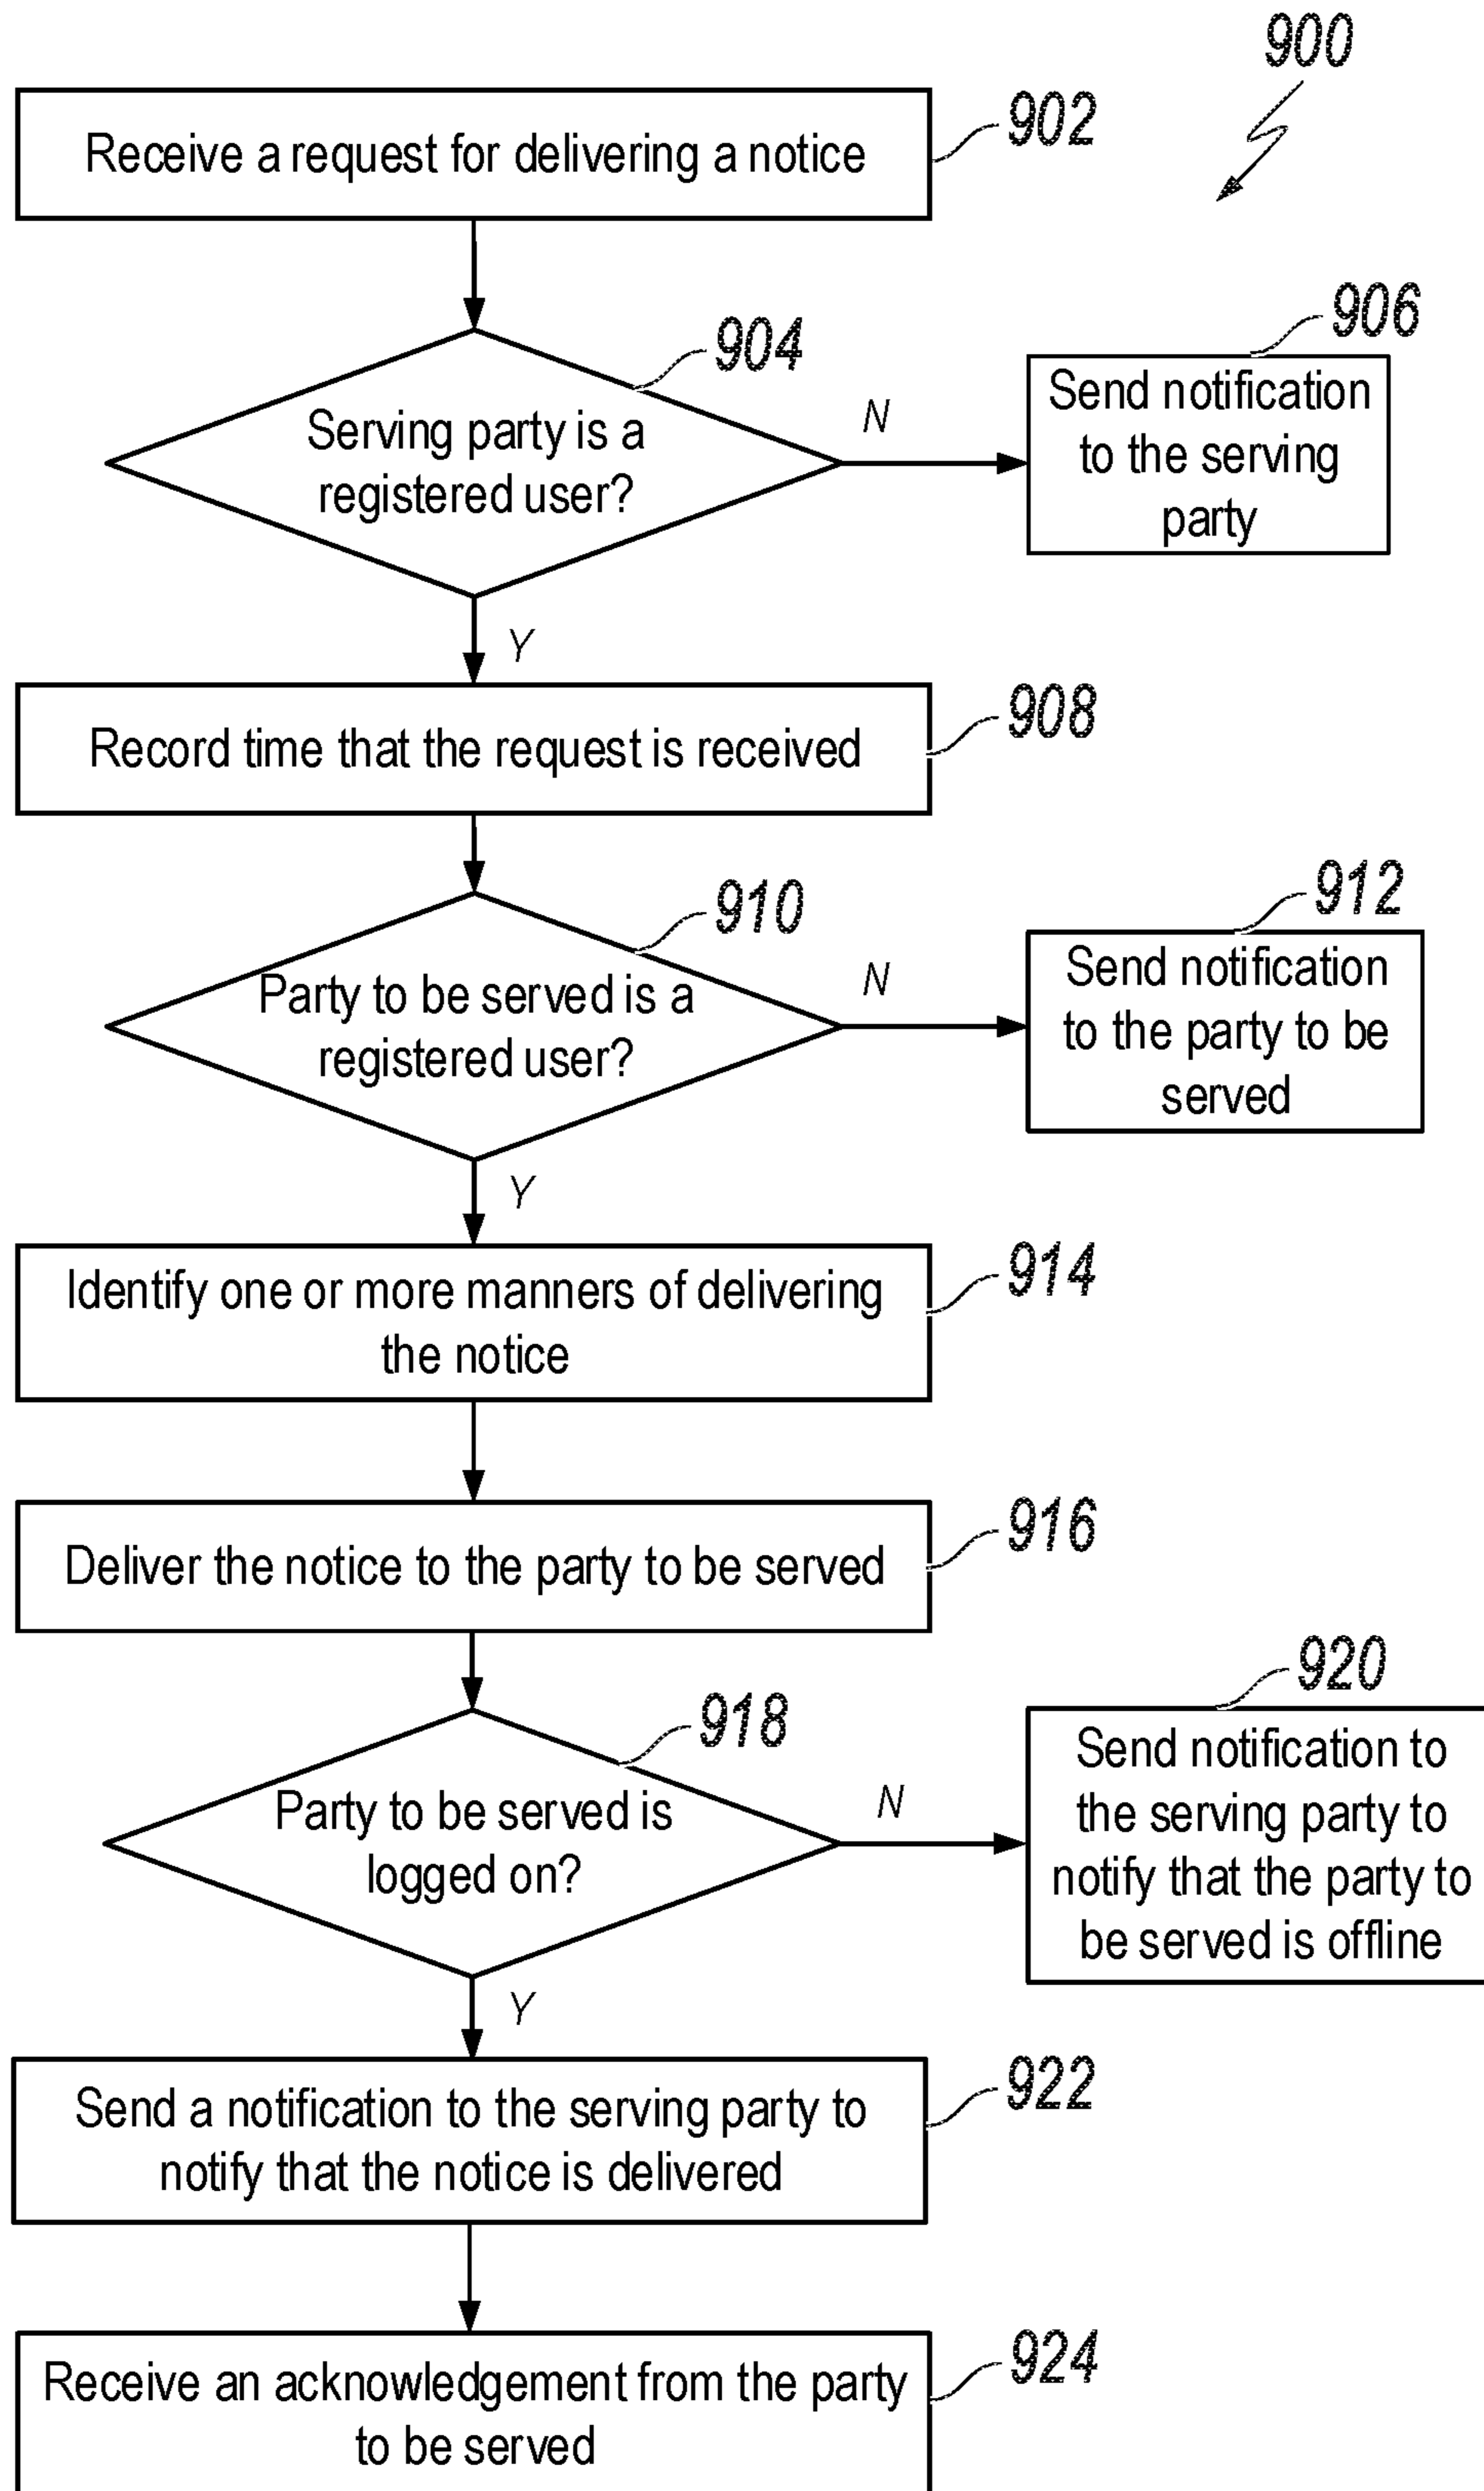 900
Receive a request for delivering a notice
902
904
Serving party is a
registered user?
N
906
Send notification
to the serving
party
Y
Record time that the request is received
908
910
Party to be served is a
registered user?
N
912
Send notification
to the party to be
served
Y
Identify one or more manners of delivering
the notice
914
Deliver the notice to the party to be served
916
918
Party to be served is
logged on?
N
920
Send notification to
the serving party to
notify that the party to
be served is offline
Y
Send a notification to the serving party to
notify that the notice is delivered
922
Receive an acknowledgement from the party
to be served
924